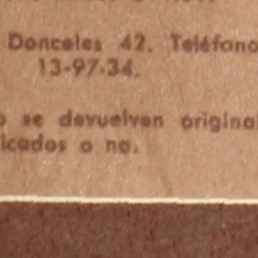 Donceles 42. Teléfono
13-97-34.
o se devuelven origina
icados o no.